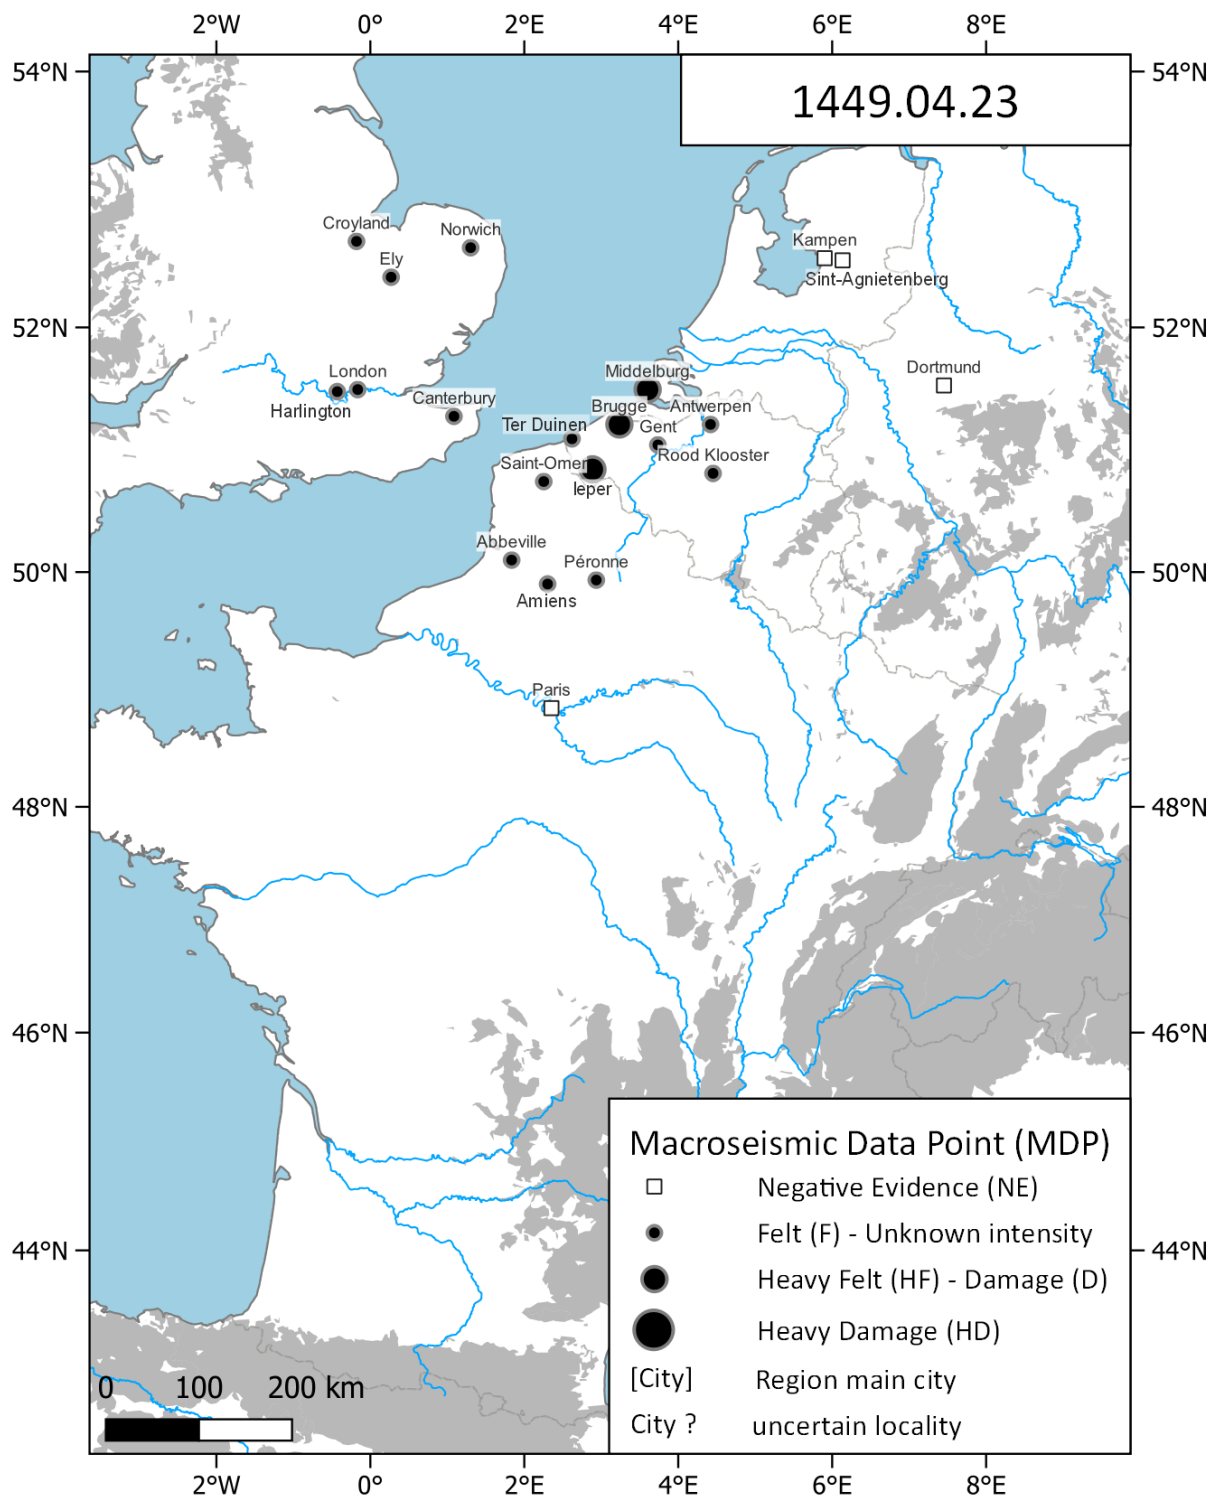 2°W 0° 2°E 4°E 6°E 8°E
54°N 54°N
1449.04.23
Croyland
Norwich
Kampen
Ely
Sint-Agnietenberg
52°N 52°N
London
Middelburg
Dortmund
Harlington
Canterbury
Brugge
Antwerpen
Ter Duinen
Gent
Saint-Omer
Rood Klooster
Ieper
Abbeville
Péronne
50°N 50°N
Amiens
Paris
48°N 48°N
46°N 46°N
Macroseismic Data Point (MDP)
Negative Evidence (NE)
Felt (F) - Unknown intensity
44°N 44°N
Heavy Felt (HF) - Damage (D)
Heavy Damage (HD)
[City] Region main city
0 100 200 km
City ? uncertain locality
2°W 0° 2°E 4°E 6°E 8°E